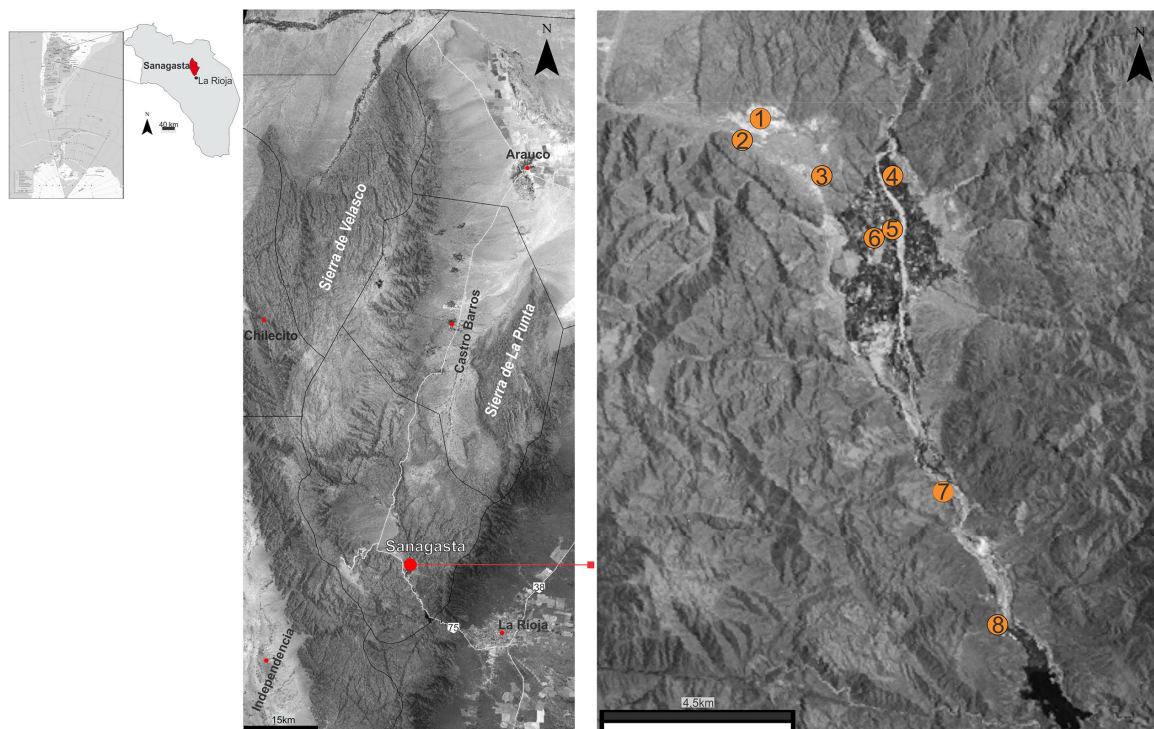 Sanagasta
La Rioja
N
40 km
N
Arauco
Sierra de Velasco
Castro Barros
Chilecito
Sierra de La Punta
Sanagasta
38
75
La Rioja
Independencia
15km
N
1
2
3
4
5
6
7
8
4.5km